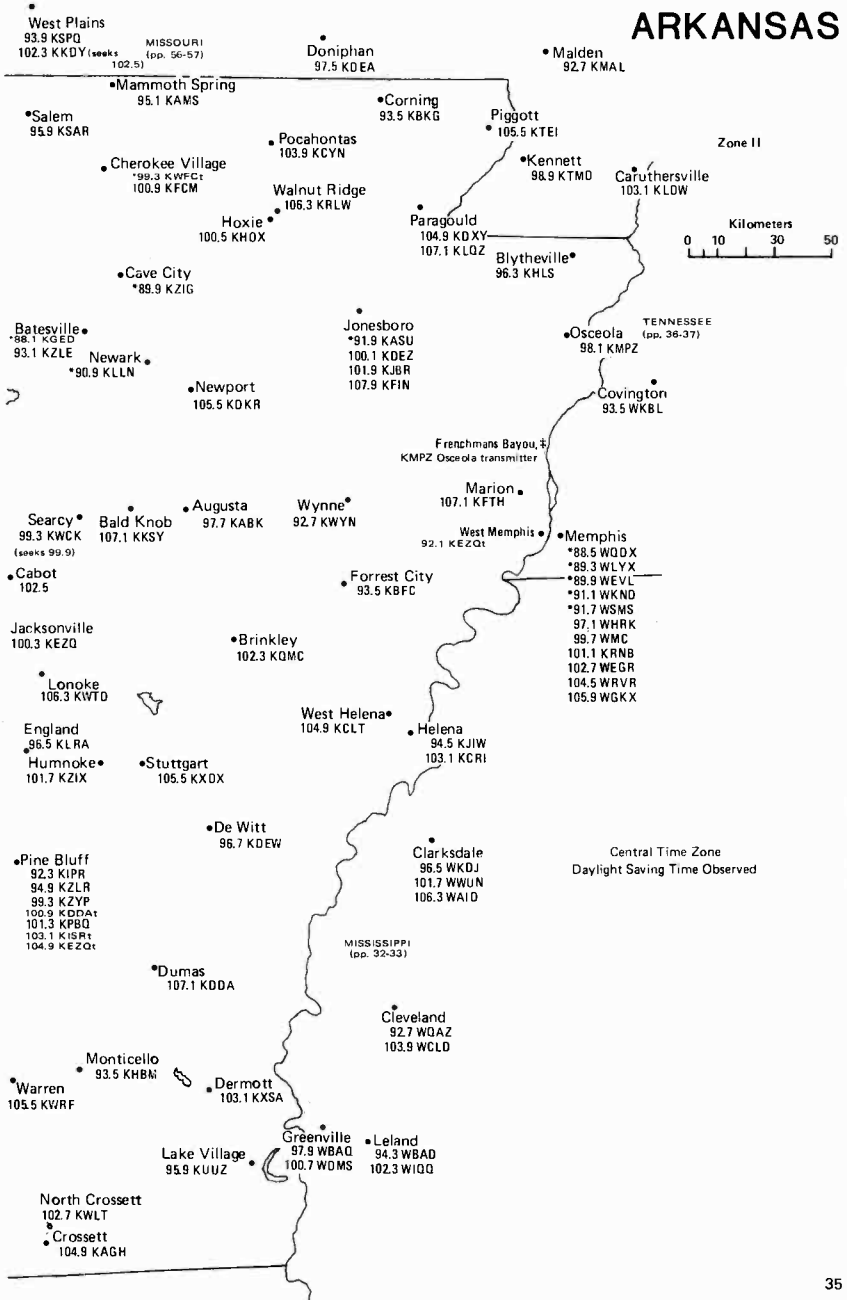 ARKANSAS
West Plains
93.9 KSPQ
102.3 KKDY (seeks
102.5)
MISSOURI
(pp. 56-57)
Doniphan
97.5 KDEA
Malden
92.7 KMAL
Mammoth Spring
95.1 KAMS
Corning
93.5 KBKG
Salem
95.9 KSAR
Piggott
105.5 KTEI
Pocahontas
103.9 KCYN
Zone II
Cherokee Village
*99.3 KWFCt
100.9 KFCM
Kennett
98.9 KTMO
Caruthersville
103.1 KLOW
Walnut Ridge
106.3 KRLW
Hoxie
100.5 KHOX
Paragould
104.9 KDXY
107.1 KLQZ
Kilometers
0 10 30 50
Blytheville
96.3 KHLS
Cave City
*89.9 KZIG
Batesville
*88.1 KGED
93.1 KZLE
Newark
*90.9 KLLN
Jonesboro
*91.9 KASU
100.1 KDEZ
101.9 KJBR
107.9 KFIN
Osceola
98.1 KMPZ
TENNESSEE
(pp. 36-37)
Newport
105.5 KOKR
Covington
93.5 WKBL
Frenchmans Bayou, ‡
KMPZ Osceola transmitter
Marion
107.1 KFTH
Searcy
99.3 KWCK
(seeks 99.9)
Bald Knob
107.1 KKSY
Augusta
97.7 KABK
Wynne
92.7 KWYN
West Memphis
92.1 KEZQt
Memphis
*88.5 WQOX
*89.3 WLYX
*89.9 WEVL
*91.1 WKNO
*91.7 WSMS
97.1 WHRK
99.7 WMC
101.1 KRNB
102.7 WEGR
104.5 WRVR
105.9 WGKX
Cabot
102.5
Forrest City
93.5 KBFC
Jacksonville
100.3 KEZQ
Brinkley
102.3 KQMC
Lonoke
106.3 KWTD
West Helena
104.9 KCLT
Helena
94.5 KJIW
103.1 KCRI
England
96.5 KLRA
Humnoke
101.7 KZIX
Stuttgart
105.5 KXDX
De Witt
96.7 KDEW
Pine Bluff
92.3 KIPR
94.9 KZLR
99.3 KZYP
100.9 KDDAt
101.3 KPBQ
103.1 KISRt
104.9 KEZQt
Clarksdale
96.5 WKDJ
101.7 WWUN
106.3 WAID
Central Time Zone
Daylight Saving Time Observed
MISSISSIPPI
(pp. 32-33)
Dumas
107.1 KDDA
Cleveland
92.7 WQAZ
103.9 WCLD
Monticello
93.5 KHBM
Warren
105.5 KWRF
Dermott
103.1 KXSA
Greenville
97.9 WBAQ
100.7 WDMS
Leland
94.3 WBAD
102.3 WIQQ
Lake Village
95.9 KUUZ
North Crossett
102.7 KWLT
Crossett
104.9 KAGH
35